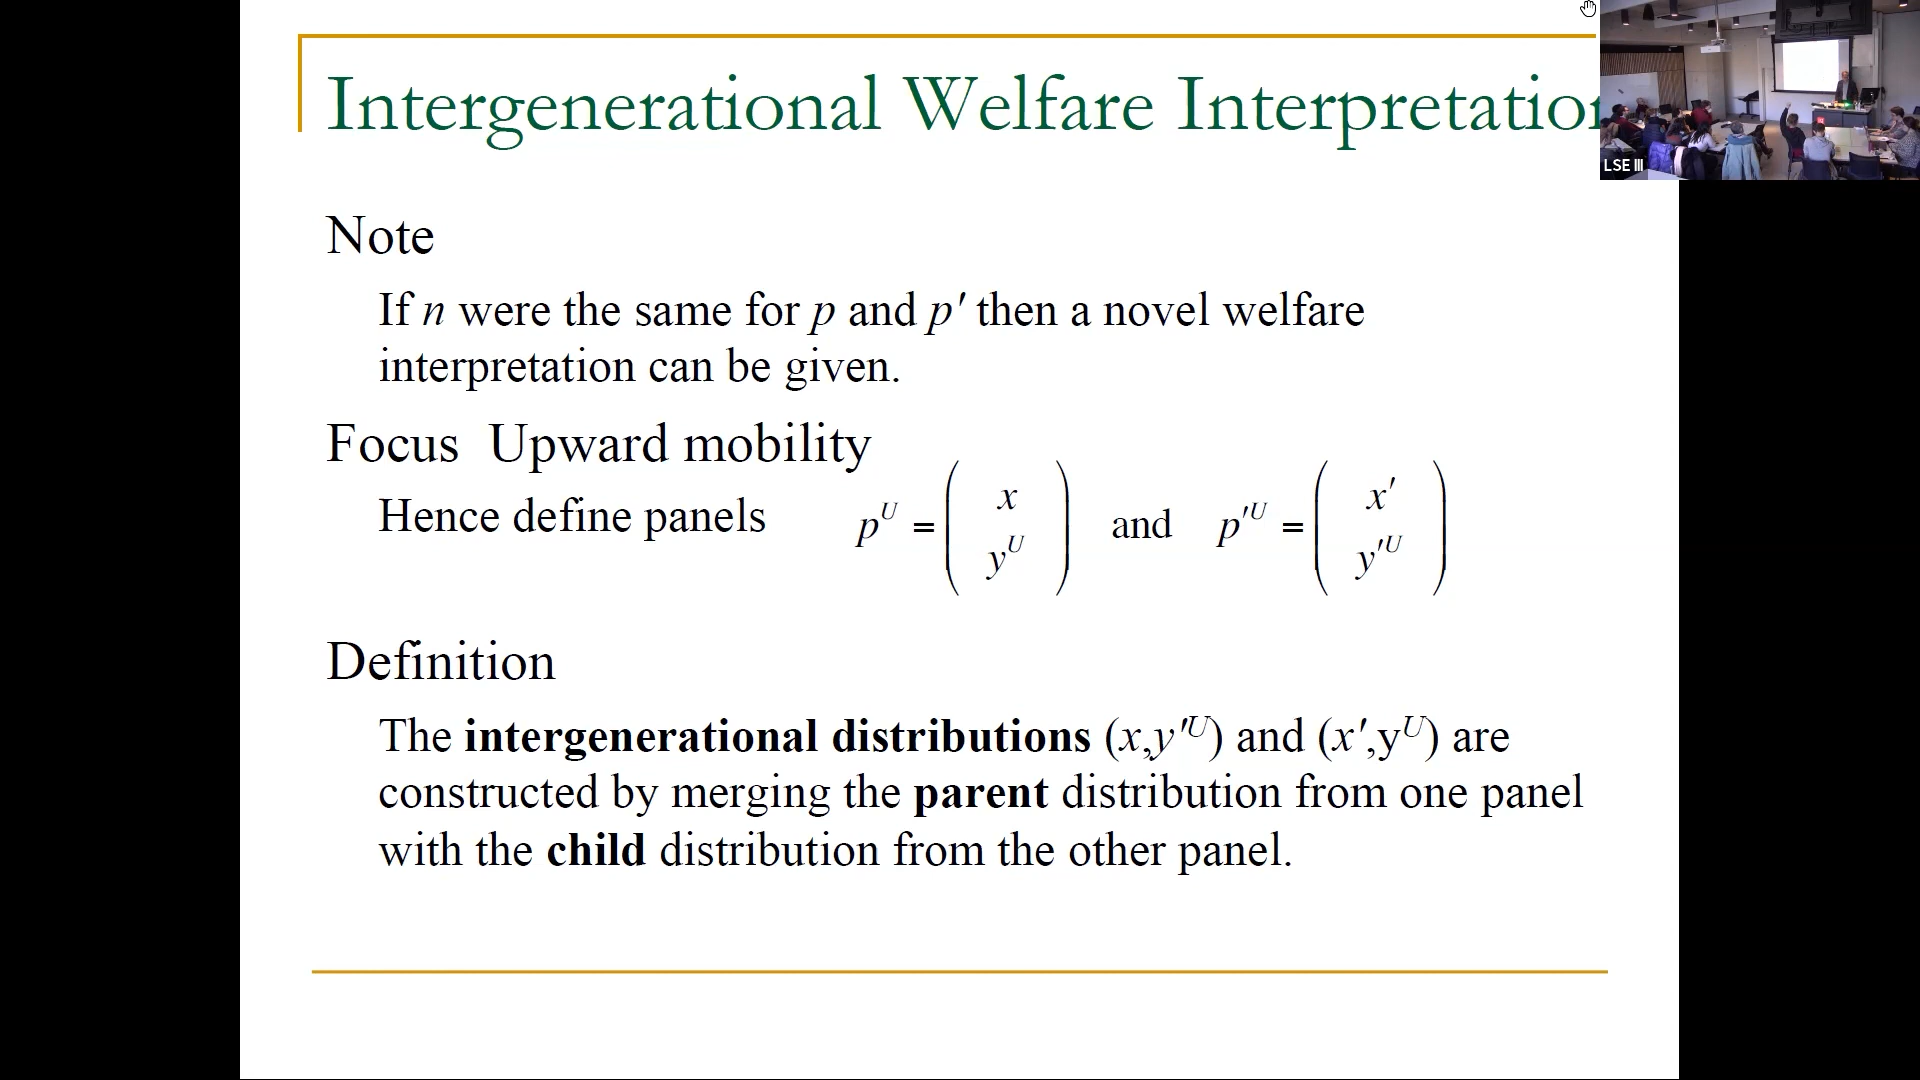 Intergenerational Welfare Interpretation
LSE III
Note
If n were the same for p and p′ then a novel welfare
interpretation can be given.
Focus Upward mobility
Hence define panels p^U = ( x y^U ) and p′^U = ( x′ y′^U )
Definition
The intergenerational distributions (x,y′^U) and (x′,y^U) are
constructed by merging the parent distribution from one panel
with the child distribution from the other panel.